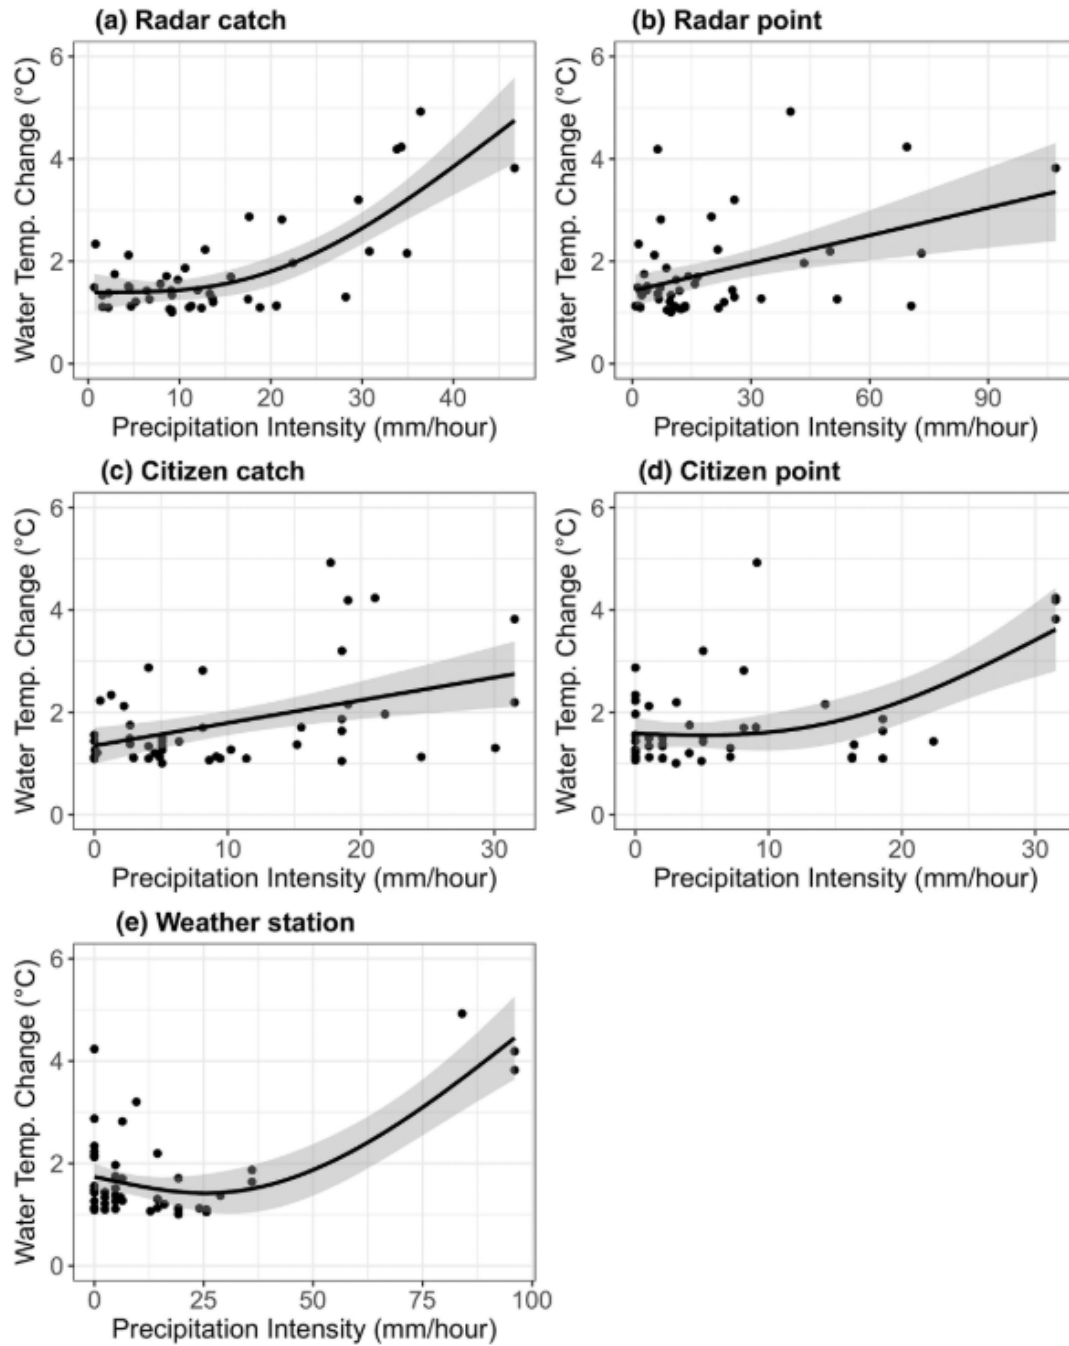 (a) Radar catch
(b) Radar point
Water Temp. Change (°C)
6
4
2
0
0 10 20 30 40
Precipitation Intensity (mm/hour)
Water Temp. Change (°C)
6
4
2
0
0 30 60 90
Precipitation Intensity (mm/hour)
(c) Citizen catch
(d) Citizen point
Water Temp. Change (°C)
6
4
2
0
0 10 20 30
Precipitation Intensity (mm/hour)
Water Temp. Change (°C)
6
4
2
0
0 10 20 30
Precipitation Intensity (mm/hour)
(e) Weather station
Water Temp. Change (°C)
6
4
2
0
0 25 50 75 100
Precipitation Intensity (mm/hour)